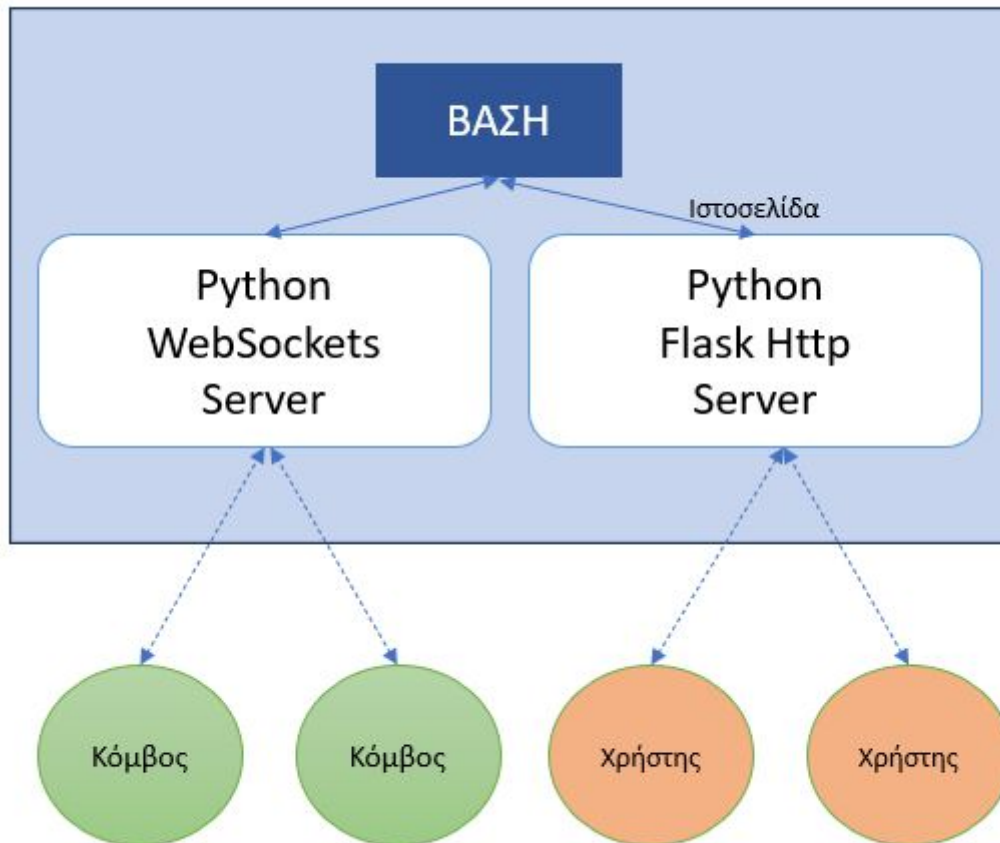 ΒΑΣΗ
Ιστοσελίδα
Python
WebSockets
Server
Python
Flask Http
Server
Κόμβος
Κόμβος
Χρήστης
Χρήστης